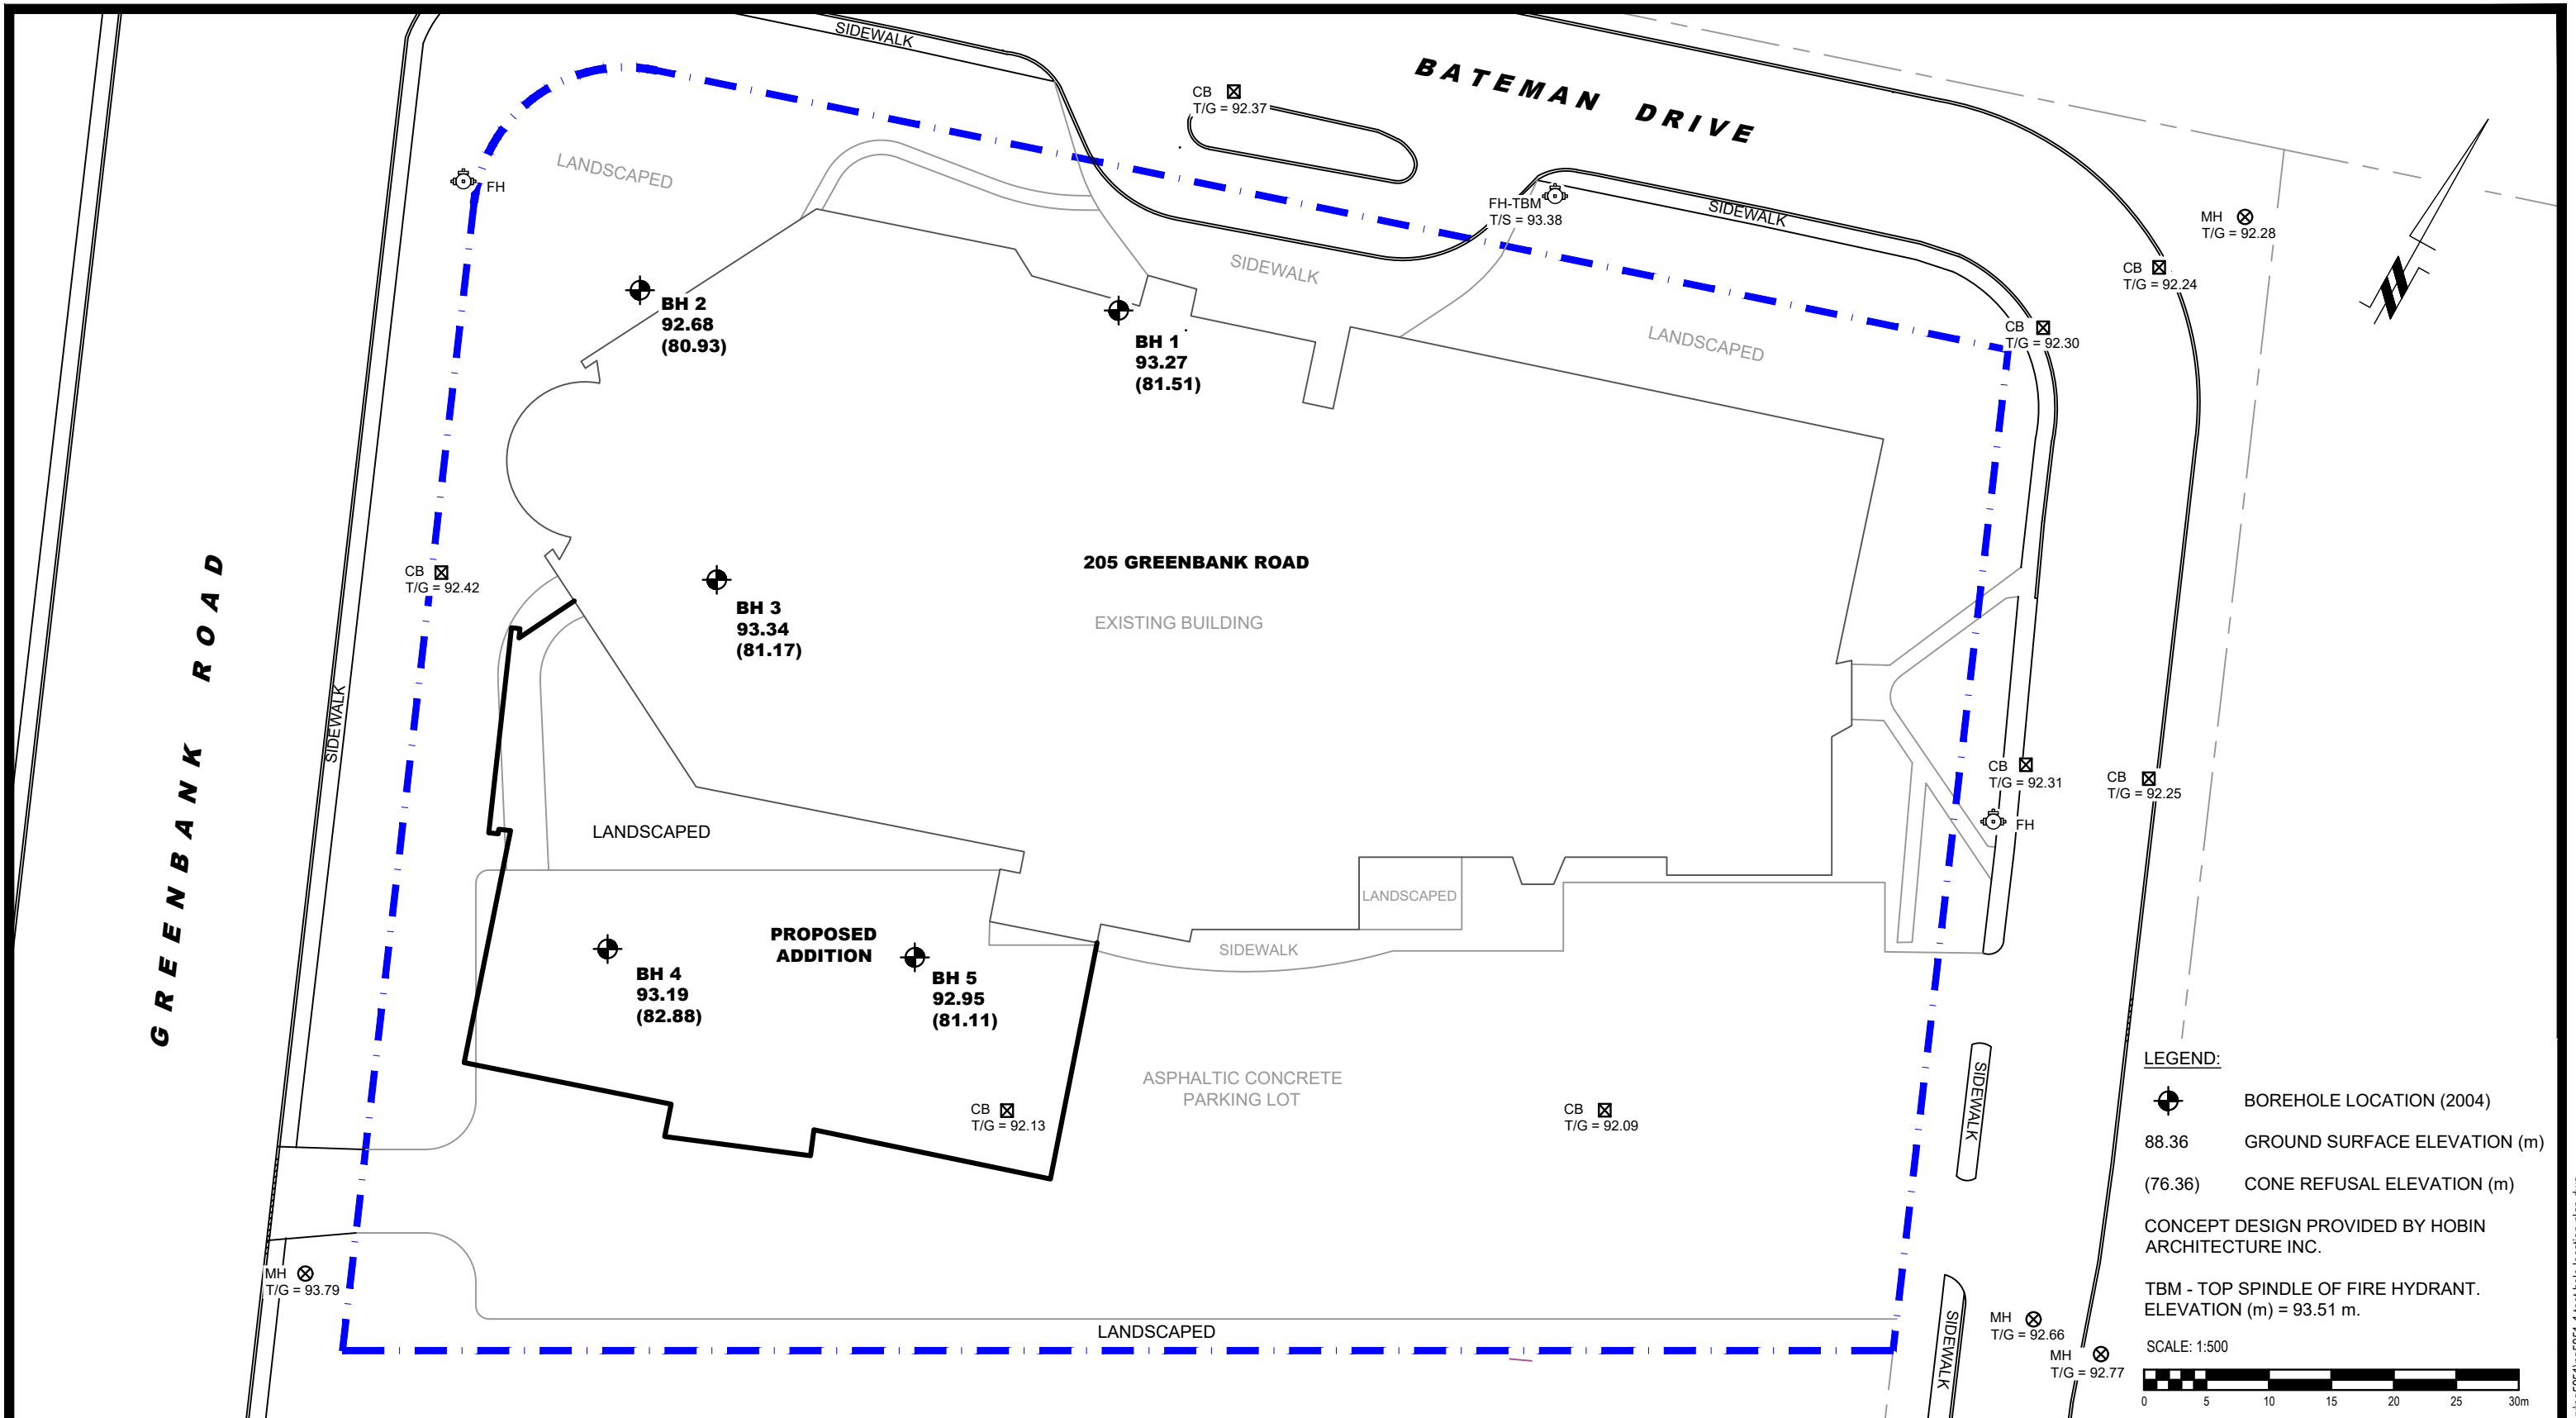 SIDEWALK
BATEMAN DRIVE
CB
T/G = 92.37
LANDSCAPED
FH
FH-TBM
T/S = 93.38
SIDEWALK
MH
T/G = 92.28
SIDEWALK
CB
T/G = 92.24
BH 2
92.68
(80.93)
BH 1
93.27
(81.51)
LANDSCAPED
CB
T/G = 92.30
205 GREENBANK ROAD
EXISTING BUILDING
CB
T/G = 92.42
BH 3
93.34
(81.17)
GREENBANK ROAD
SIDEWALK
LANDSCAPED
CB
T/G = 92.31
CB
T/G = 92.25
FH
LANDSCAPED
PROPOSED
ADDITION
SIDEWALK
BH 4
93.19
(82.88)
BH 5
92.95
(81.11)
ASPHALTIC CONCRETE
PARKING LOT
CB
T/G = 92.13
CB
T/G = 92.09
SIDEWALK
MH
T/G = 93.79
LANDSCAPED
SIDEWALK
MH
T/G = 92.66
MH
T/G = 92.77
LEGEND:
BOREHOLE LOCATION (2004)
88.36 GROUND SURFACE ELEVATION (m)
(76.36) CONE REFUSAL ELEVATION (m)
CONCEPT DESIGN PROVIDED BY HOBIN
ARCHITECTURE INC.
TBM - TOP SPINDLE OF FIRE HYDRANT.
ELEVATION (m) = 93.51 m.
SCALE: 1:500
0 5 10 15 20 25 30m